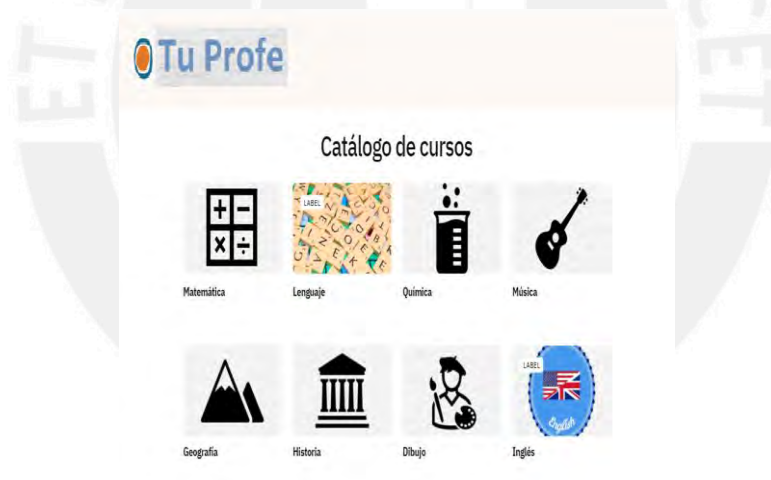 Tu Profe
Catálogo de cursos
LABEL
Matemática Lenguaje Química Música
LABEL
English
Geografía Historia Dibujo Inglés